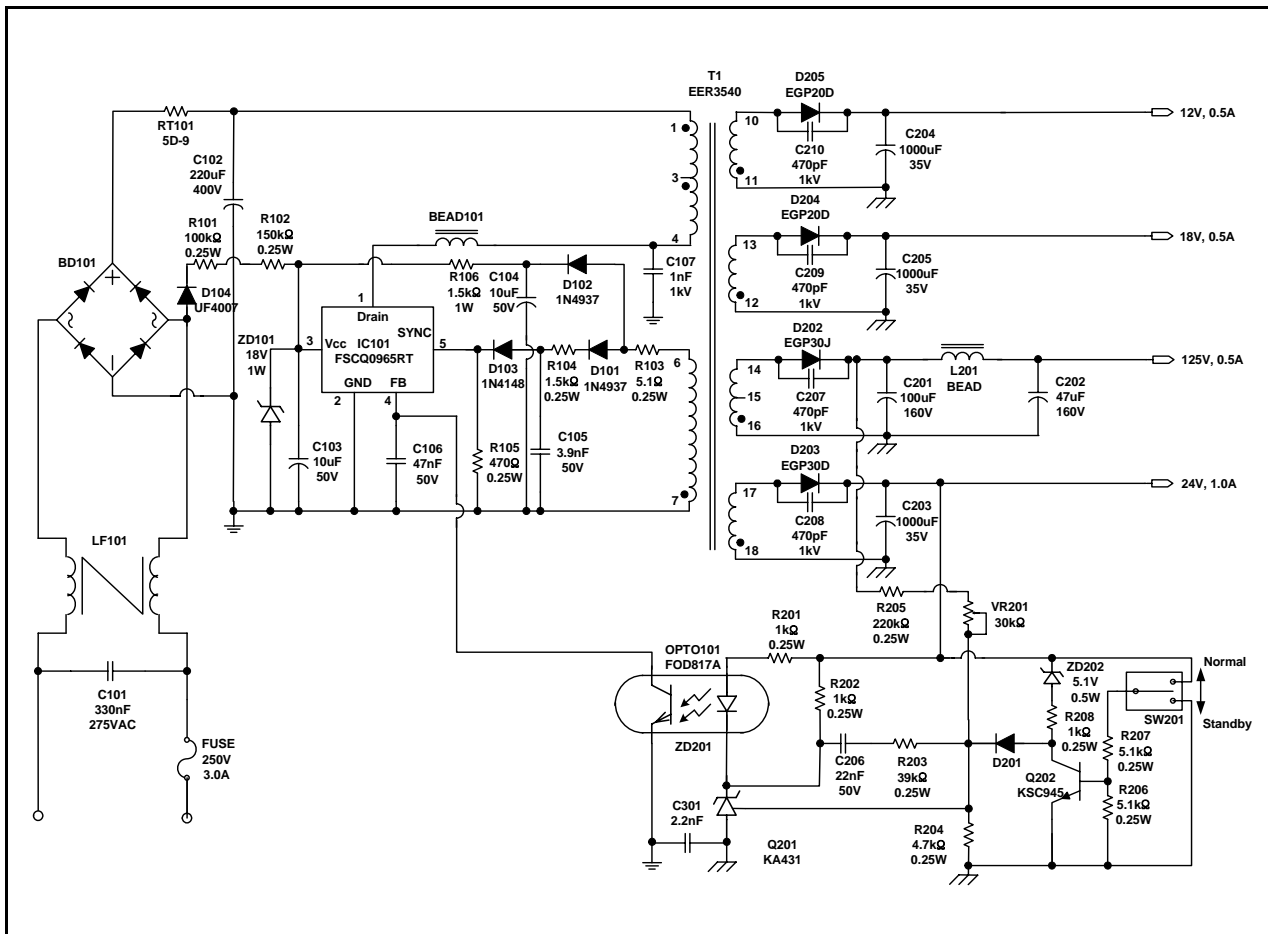 T1
EER3540
RT101
5D-9
C102
220uF
400V
1
3
4
BD101
R101
100kΩ
0.25W
R102
150kΩ
0.25W
D104
UF4007
BEAD101
C107
1nF
1kV
R106
1.5kΩ
1W
C104
10uF
50V
D102
1N4937
ZD101
18V
1W
1
Drain
SYNC
3
Vcc
IC101
FSCQ0965RT
5
GND
FB
2
4
D103
1N4148
R104
1.5kΩ
0.25W
D101
1N4937
R103
5.1Ω
0.25W
6
7
C103
10uF
50V
C106
47nF
50V
R105
470Ω
0.25W
C105
3.9nF
50V
LF101
C101
330nF
275VAC
FUSE
250V
3.0A
D205
EGP20D
10
11
C210
470pF
1kV
C204
1000uF
35V
12V, 0.5A
D204
EGP20D
13
12
C209
470pF
1kV
C205
1000uF
35V
18V, 0.5A
D202
EGP30J
14
15
16
C207
470pF
1kV
C201
100uF
160V
L201
BEAD
C202
47uF
160V
125V, 0.5A
D203
EGP30D
17
18
C208
470pF
1kV
C203
1000uF
35V
24V, 1.0A
R205
220kΩ
0.25W
VR201
30kΩ
R201
1kΩ
0.25W
OPTO101
FOD817A
R202
1kΩ
0.25W
ZD202
5.1V
0.5W
R208
1kΩ
0.25W
Normal
SW201
Standby
R207
5.1kΩ
0.25W
ZD201
C206
22nF
50V
R203
39kΩ
0.25W
D201
Q202
KSC945
R206
5.1kΩ
0.25W
C301
2.2nF
Q201
KA431
R204
4.7kΩ
0.25W